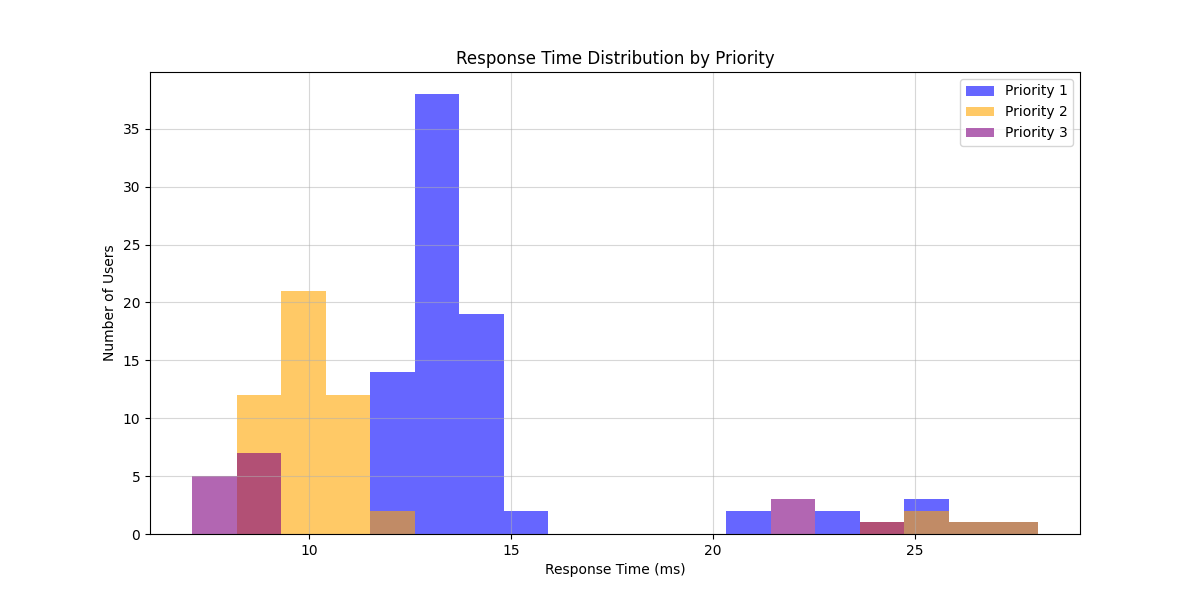 Response Time Distribution by Priority
Priority 1
Priority 2
Priority 3
35
30
25
20
15
10
5
0
Number of Users
10 15 20 25
Response Time (ms)